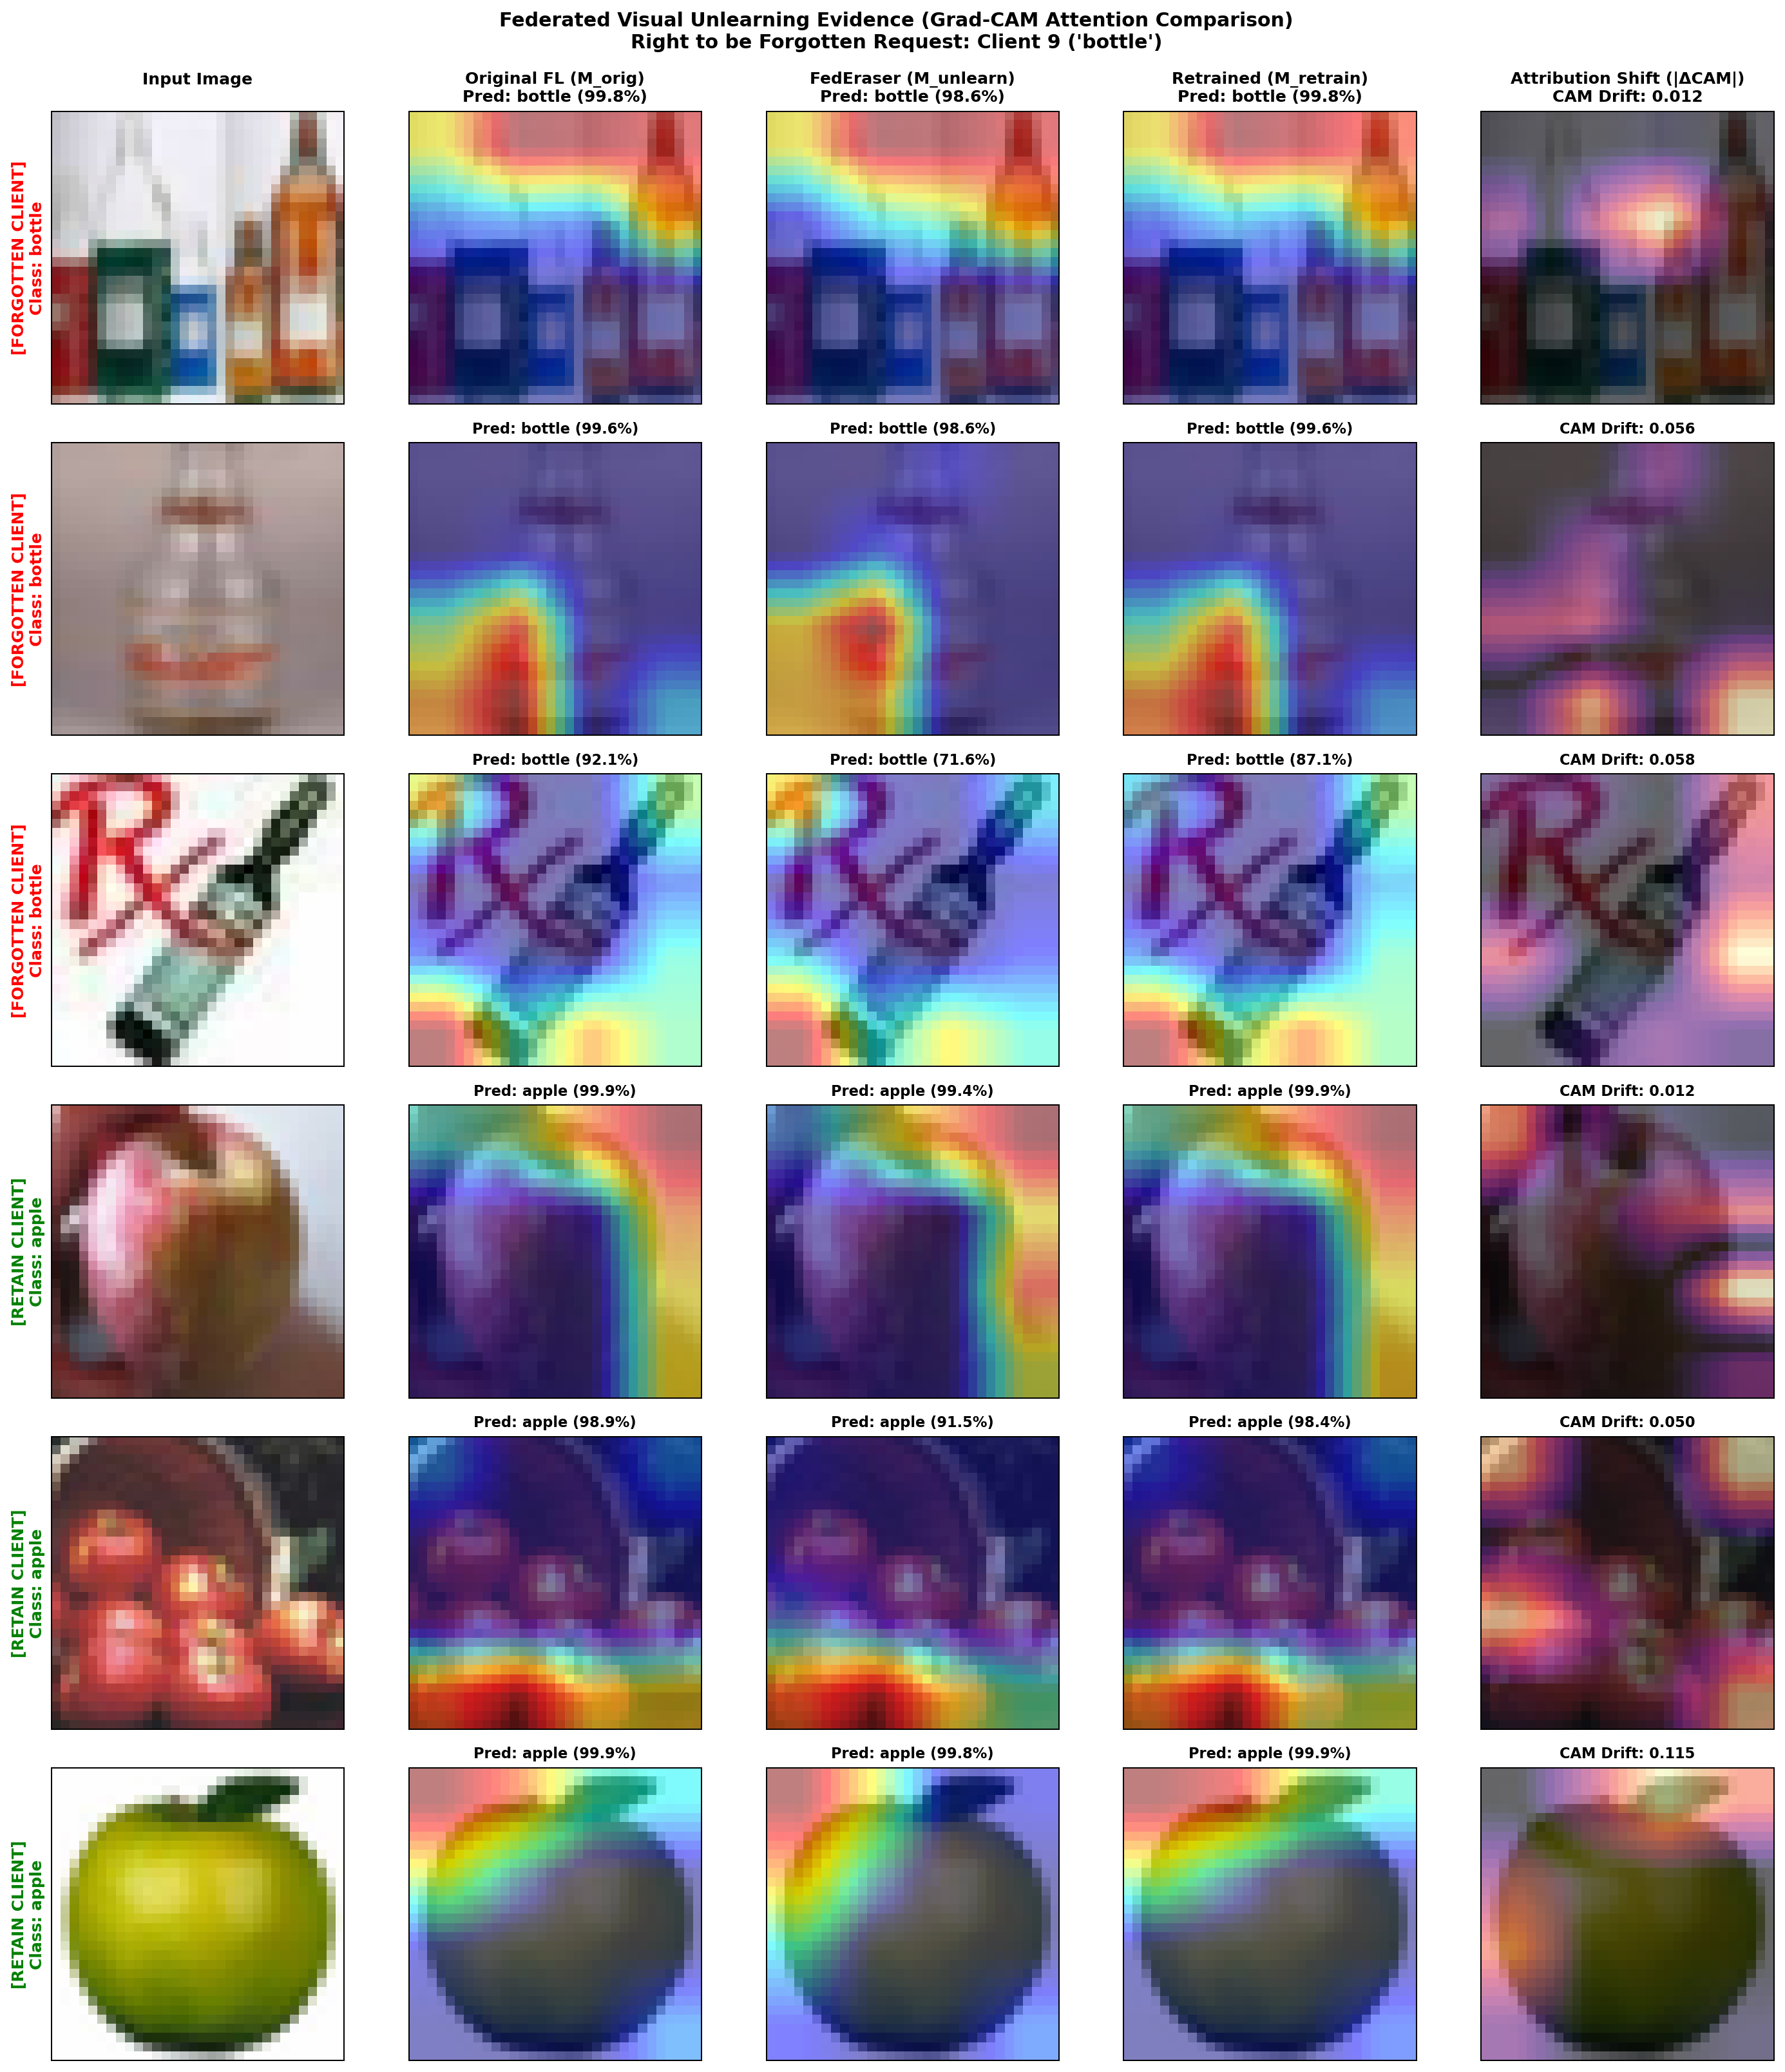 Federated Visual Unlearning Evidence (Grad-CAM Attention Comparison)
Right to be Forgotten Request: Client 9 ('bottle')
Input Image
Original FL (M_orig)
Pred: bottle (99.8%)
FedEraser (M_unlearn)
Pred: bottle (98.6%)
Retrained (M_retrain)
Pred: bottle (99.8%)
Attribution Shift (|ΔCAM|)
CAM Drift: 0.012
[FORGOTTEN CLIENT]
Class: bottle
Pred: bottle (99.6%)
Pred: bottle (98.6%)
Pred: bottle (99.6%)
CAM Drift: 0.056
[FORGOTTEN CLIENT]
Class: bottle
Pred: bottle (92.1%)
Pred: bottle (71.6%)
Pred: bottle (87.1%)
CAM Drift: 0.058
[FORGOTTEN CLIENT]
Class: bottle
Pred: apple (99.9%)
Pred: apple (99.4%)
Pred: apple (99.9%)
CAM Drift: 0.012
[RETAIN CLIENT]
Class: apple
Pred: apple (98.9%)
Pred: apple (91.5%)
Pred: apple (98.4%)
CAM Drift: 0.050
[RETAIN CLIENT]
Class: apple
Pred: apple (99.9%)
Pred: apple (99.8%)
Pred: apple (99.9%)
CAM Drift: 0.115
[RETAIN CLIENT]
Class: apple